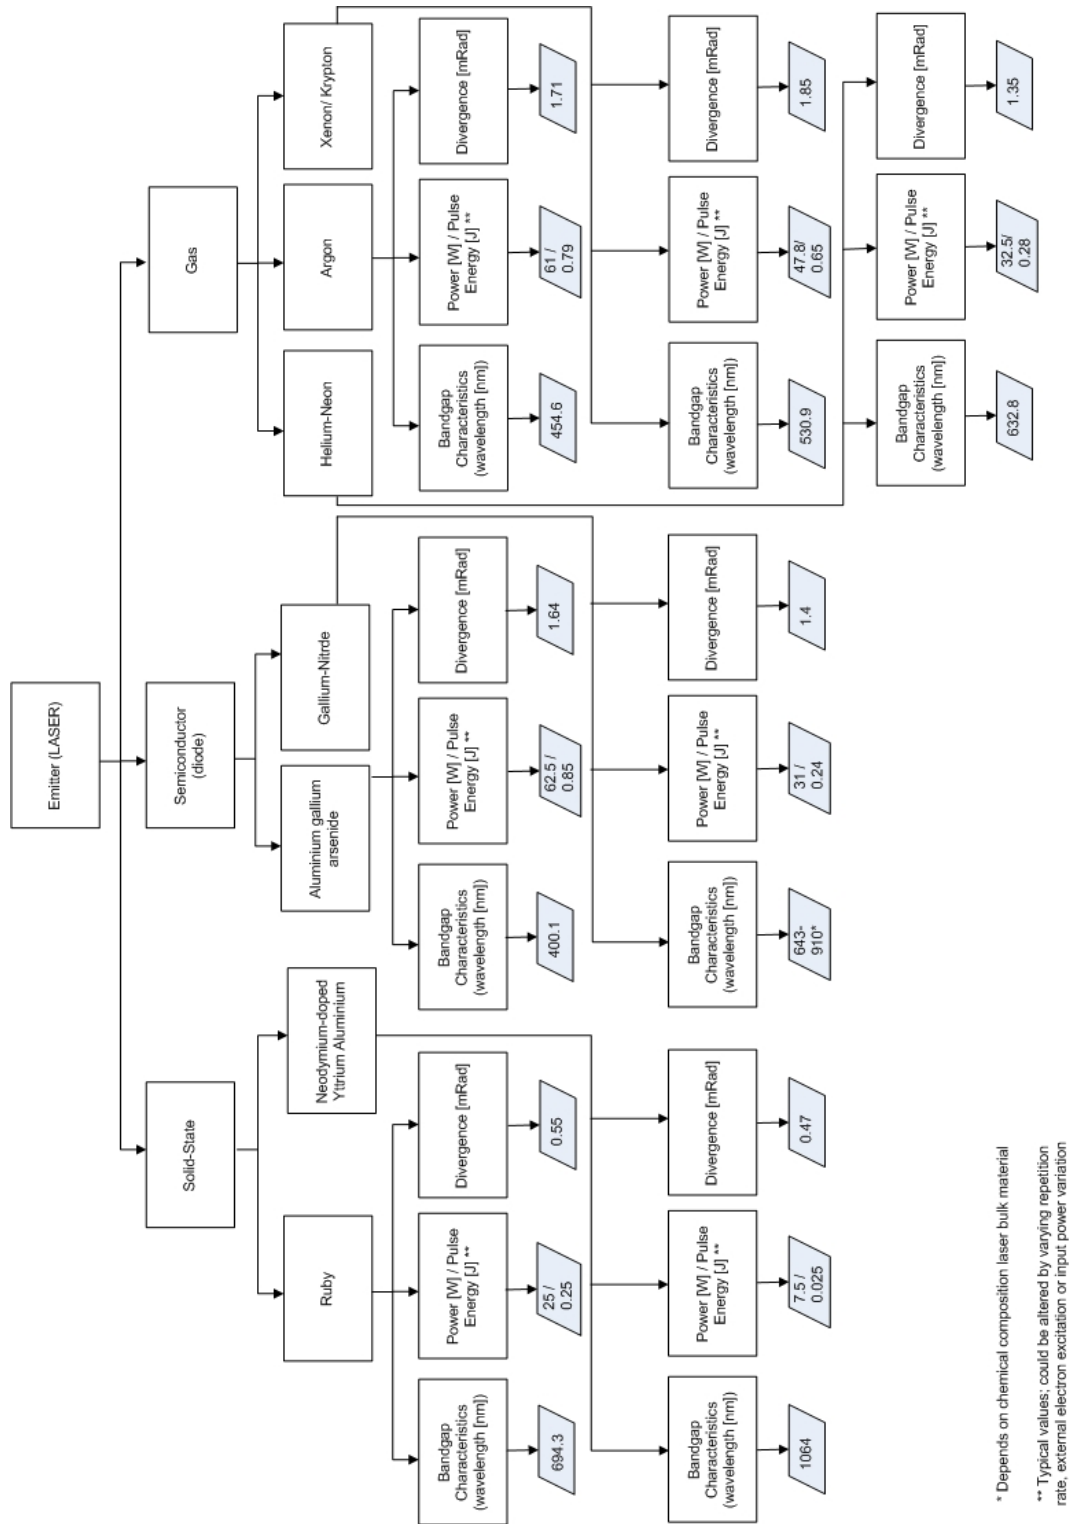 Emitter (LASER)
Solid-State
Semiconductor
(diode)
Gas
Ruby
Neodymium-doped
Yttrium Aluminium
Aluminium gallium
arsenide
Gallium-Nitrde
Helium-Neon
Argon
Xenon/ Krypton
Bandgap
Characteristics
(wavelength [nm])
Power [W] / Pulse
Energy [J] **
Divergence [mRad]
Bandgap
Characteristics
(wavelength [nm])
Power [W] / Pulse
Energy [J] **
Divergence [mRad]
Bandgap
Characteristics
(wavelength [nm])
Power [W] / Pulse
Energy [J] **
Divergence [mRad]
694.3
25 /
0.25
0.55
400.1
62.5 /
0.85
1.64
454.6
61 /
0.79
1.71
Bandgap
Characteristics
(wavelength [nm])
Power [W] / Pulse
Energy [J] **
Divergence [mRad]
Bandgap
Characteristics
(wavelength [nm])
Power [W] / Pulse
Energy [J] **
Divergence [mRad]
Bandgap
Characteristics
(wavelength [nm])
Power [W] / Pulse
Energy [J] **
Divergence [mRad]
1064
7.5 /
0.025
0.47
643-
910*
31 /
0.24
1.4
530.9
47.8/
0.65
1.85
Bandgap
Characteristics
(wavelength [nm])
Power [W] / Pulse
Energy [J] **
Divergence [mRad]
632.8
32.5/
0.28
1.35
* Depends on chemical composition laser bulk material
** Typical values; could be altered by varying repetition
rate, external electron excitation or input power variation